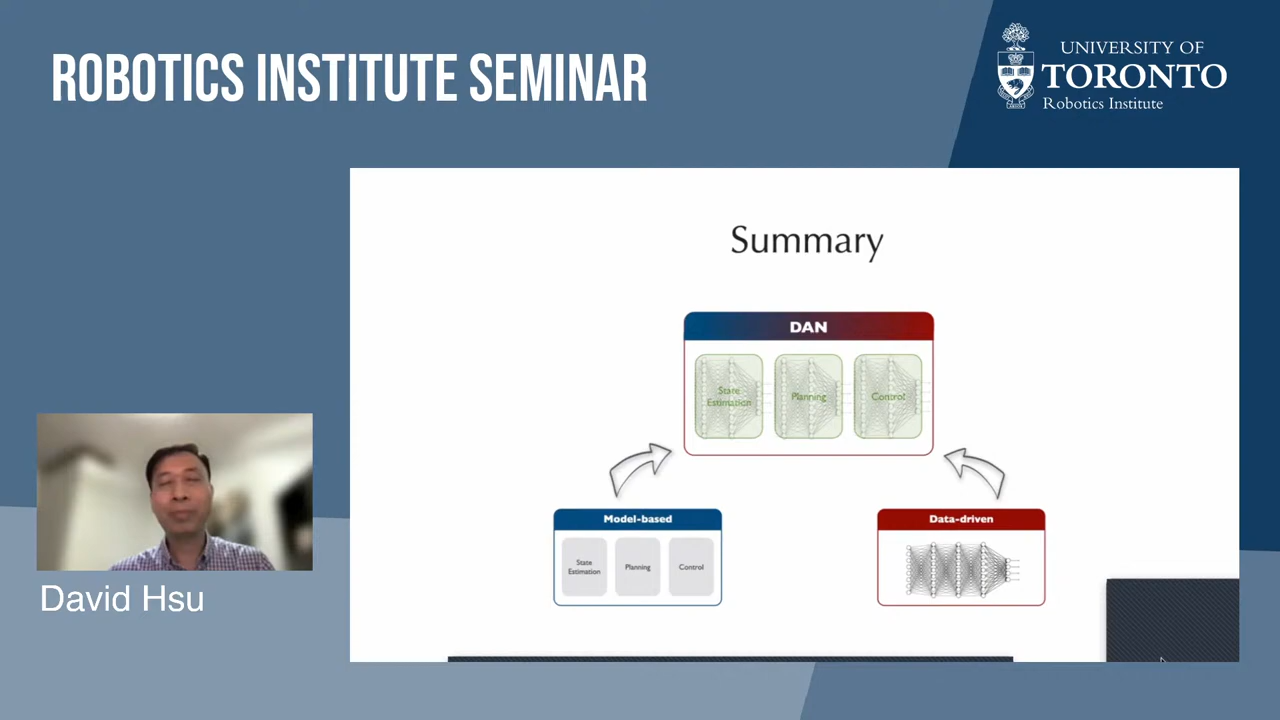 ROBOTICS INSTITUTE SEMINAR
UNIVERSITY OF
TORONTO
Robotics Institute
Summary
DAN
State
Estimation
Planning
Control
Model-based
State
Estimation
Planning
Control
Data-driven
David Hsu